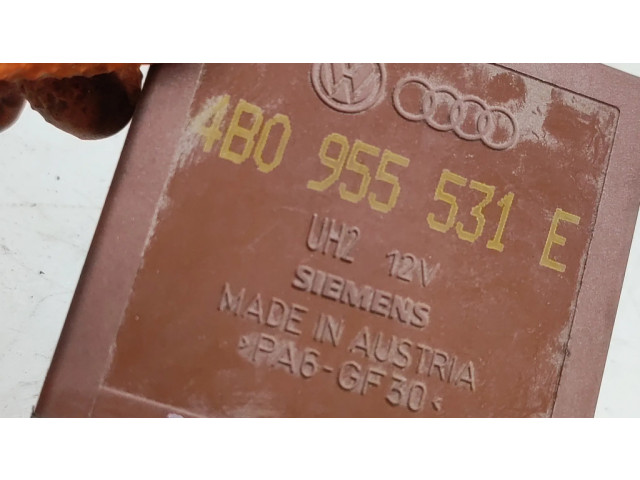 4B0 955 531 E
UH2 12V
SIEMENS
MADE IN AUSTRIA
>PA6-GF30<